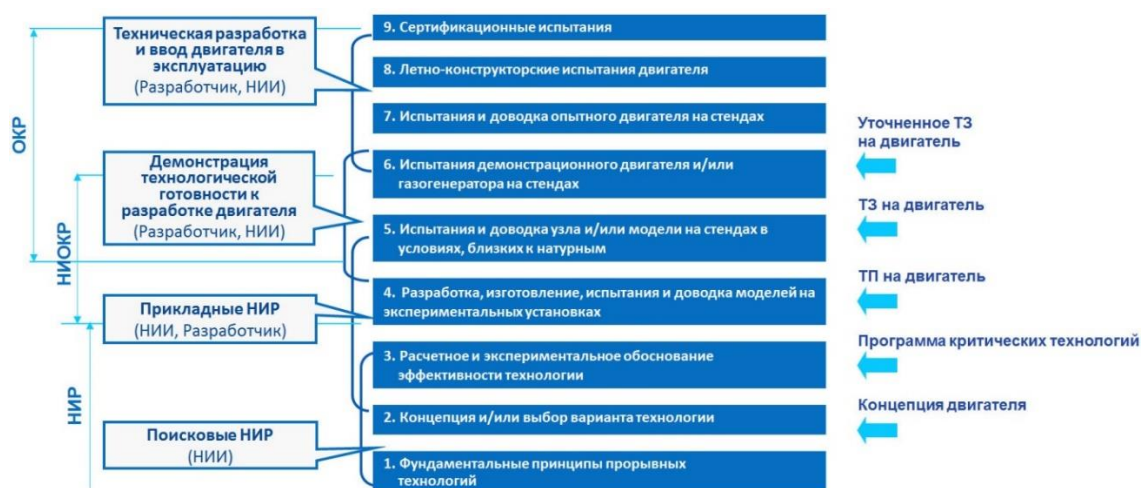 Техническая разработка
и ввод двигателя в
эксплуатацию
(Разработчик, НИИ)
Демонстрация
технологической
готовности к
разработке двигателя
(Разработчик, НИИ)
Прикладные НИР
(НИИ, Разработчик)
Поисковые НИР
(НИИ)
ОКР
НИОКР
НИР
9. Сертификационные испытания
8. Летно-конструкторские испытания двигателя
7. Испытания и доводка опытного двигателя на стендах
6. Испытания демонстрационного двигателя и/или
газогенератора на стендах
5. Испытания и доводка узла и/или модели на стендах в
условиях, близких к натурным
4. Разработка, изготовление, испытания и доводка моделей на
экспериментальных установках
3. Расчетное и экспериментальное обоснование
эффективности технологии
2. Концепция и/или выбор варианта технологии
1. Фундаментальные принципы прорывных
технологий
Уточненное ТЗ
на двигатель
ТЗ на двигатель
ТП на двигатель
Программа критических технологий
Концепция двигателя